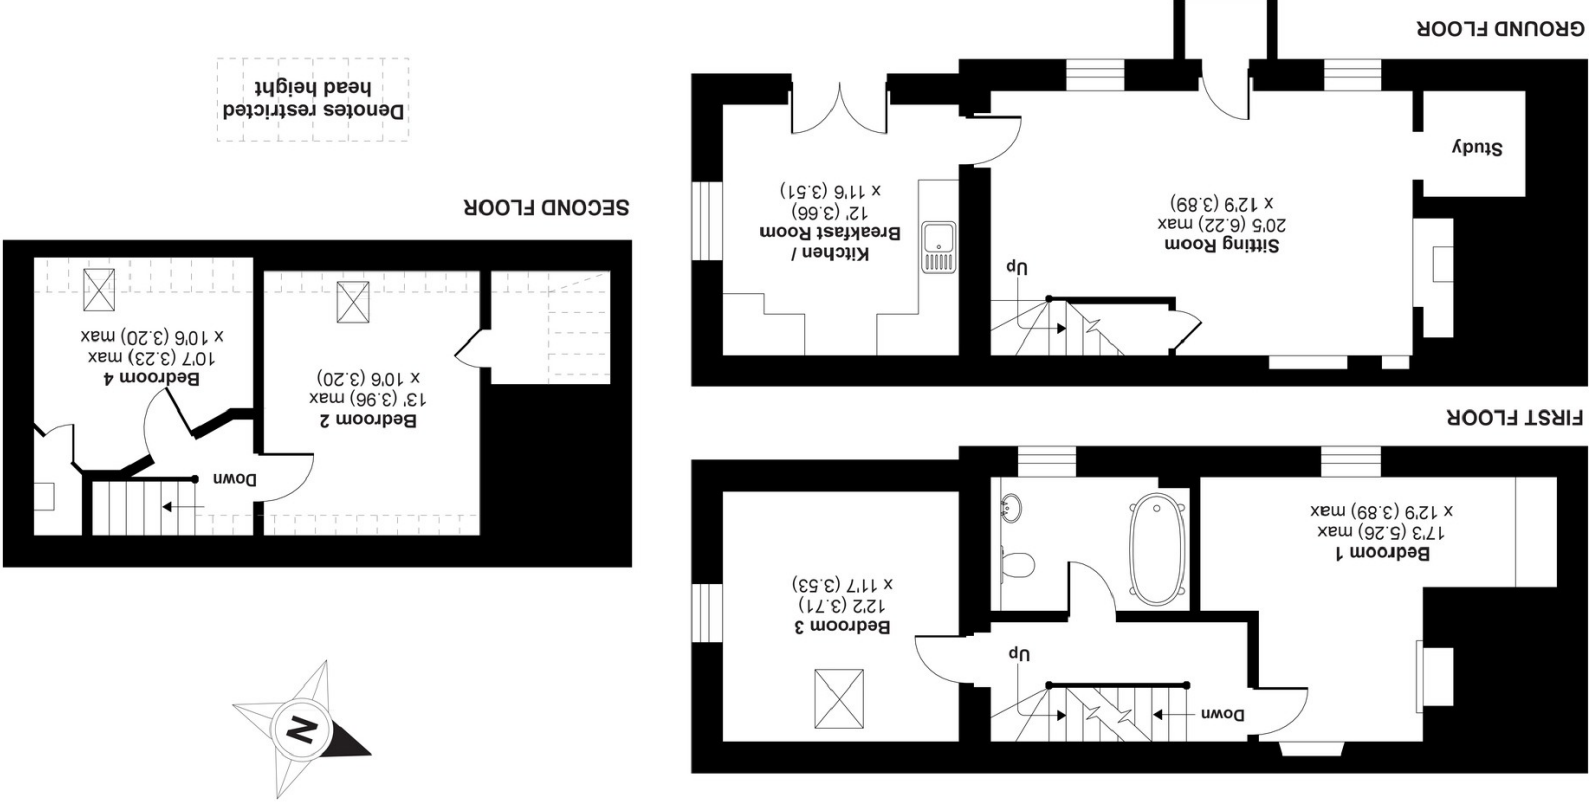 Denotes restricted
head height
SECOND FLOOR
Bedroom 4
10'7 (3.23) max
x 10'6 (3.20) max
Bedroom 2
13' (3.96) max
x 10'6 (3.20)
Down
N
GROUND FLOOR
Study
Sitting Room
20'5 (6.22) max
x 12'9 (3.89)
Up
Kitchen /
Breakfast Room
12' (3.66)
x 11'6 (3.51)
FIRST FLOOR
Bedroom 1
17'3 (5.26) max
x 12'9 (3.89) max
Down
Up
Bedroom 3
12'2 (3.71)
x 11'7 (3.53)